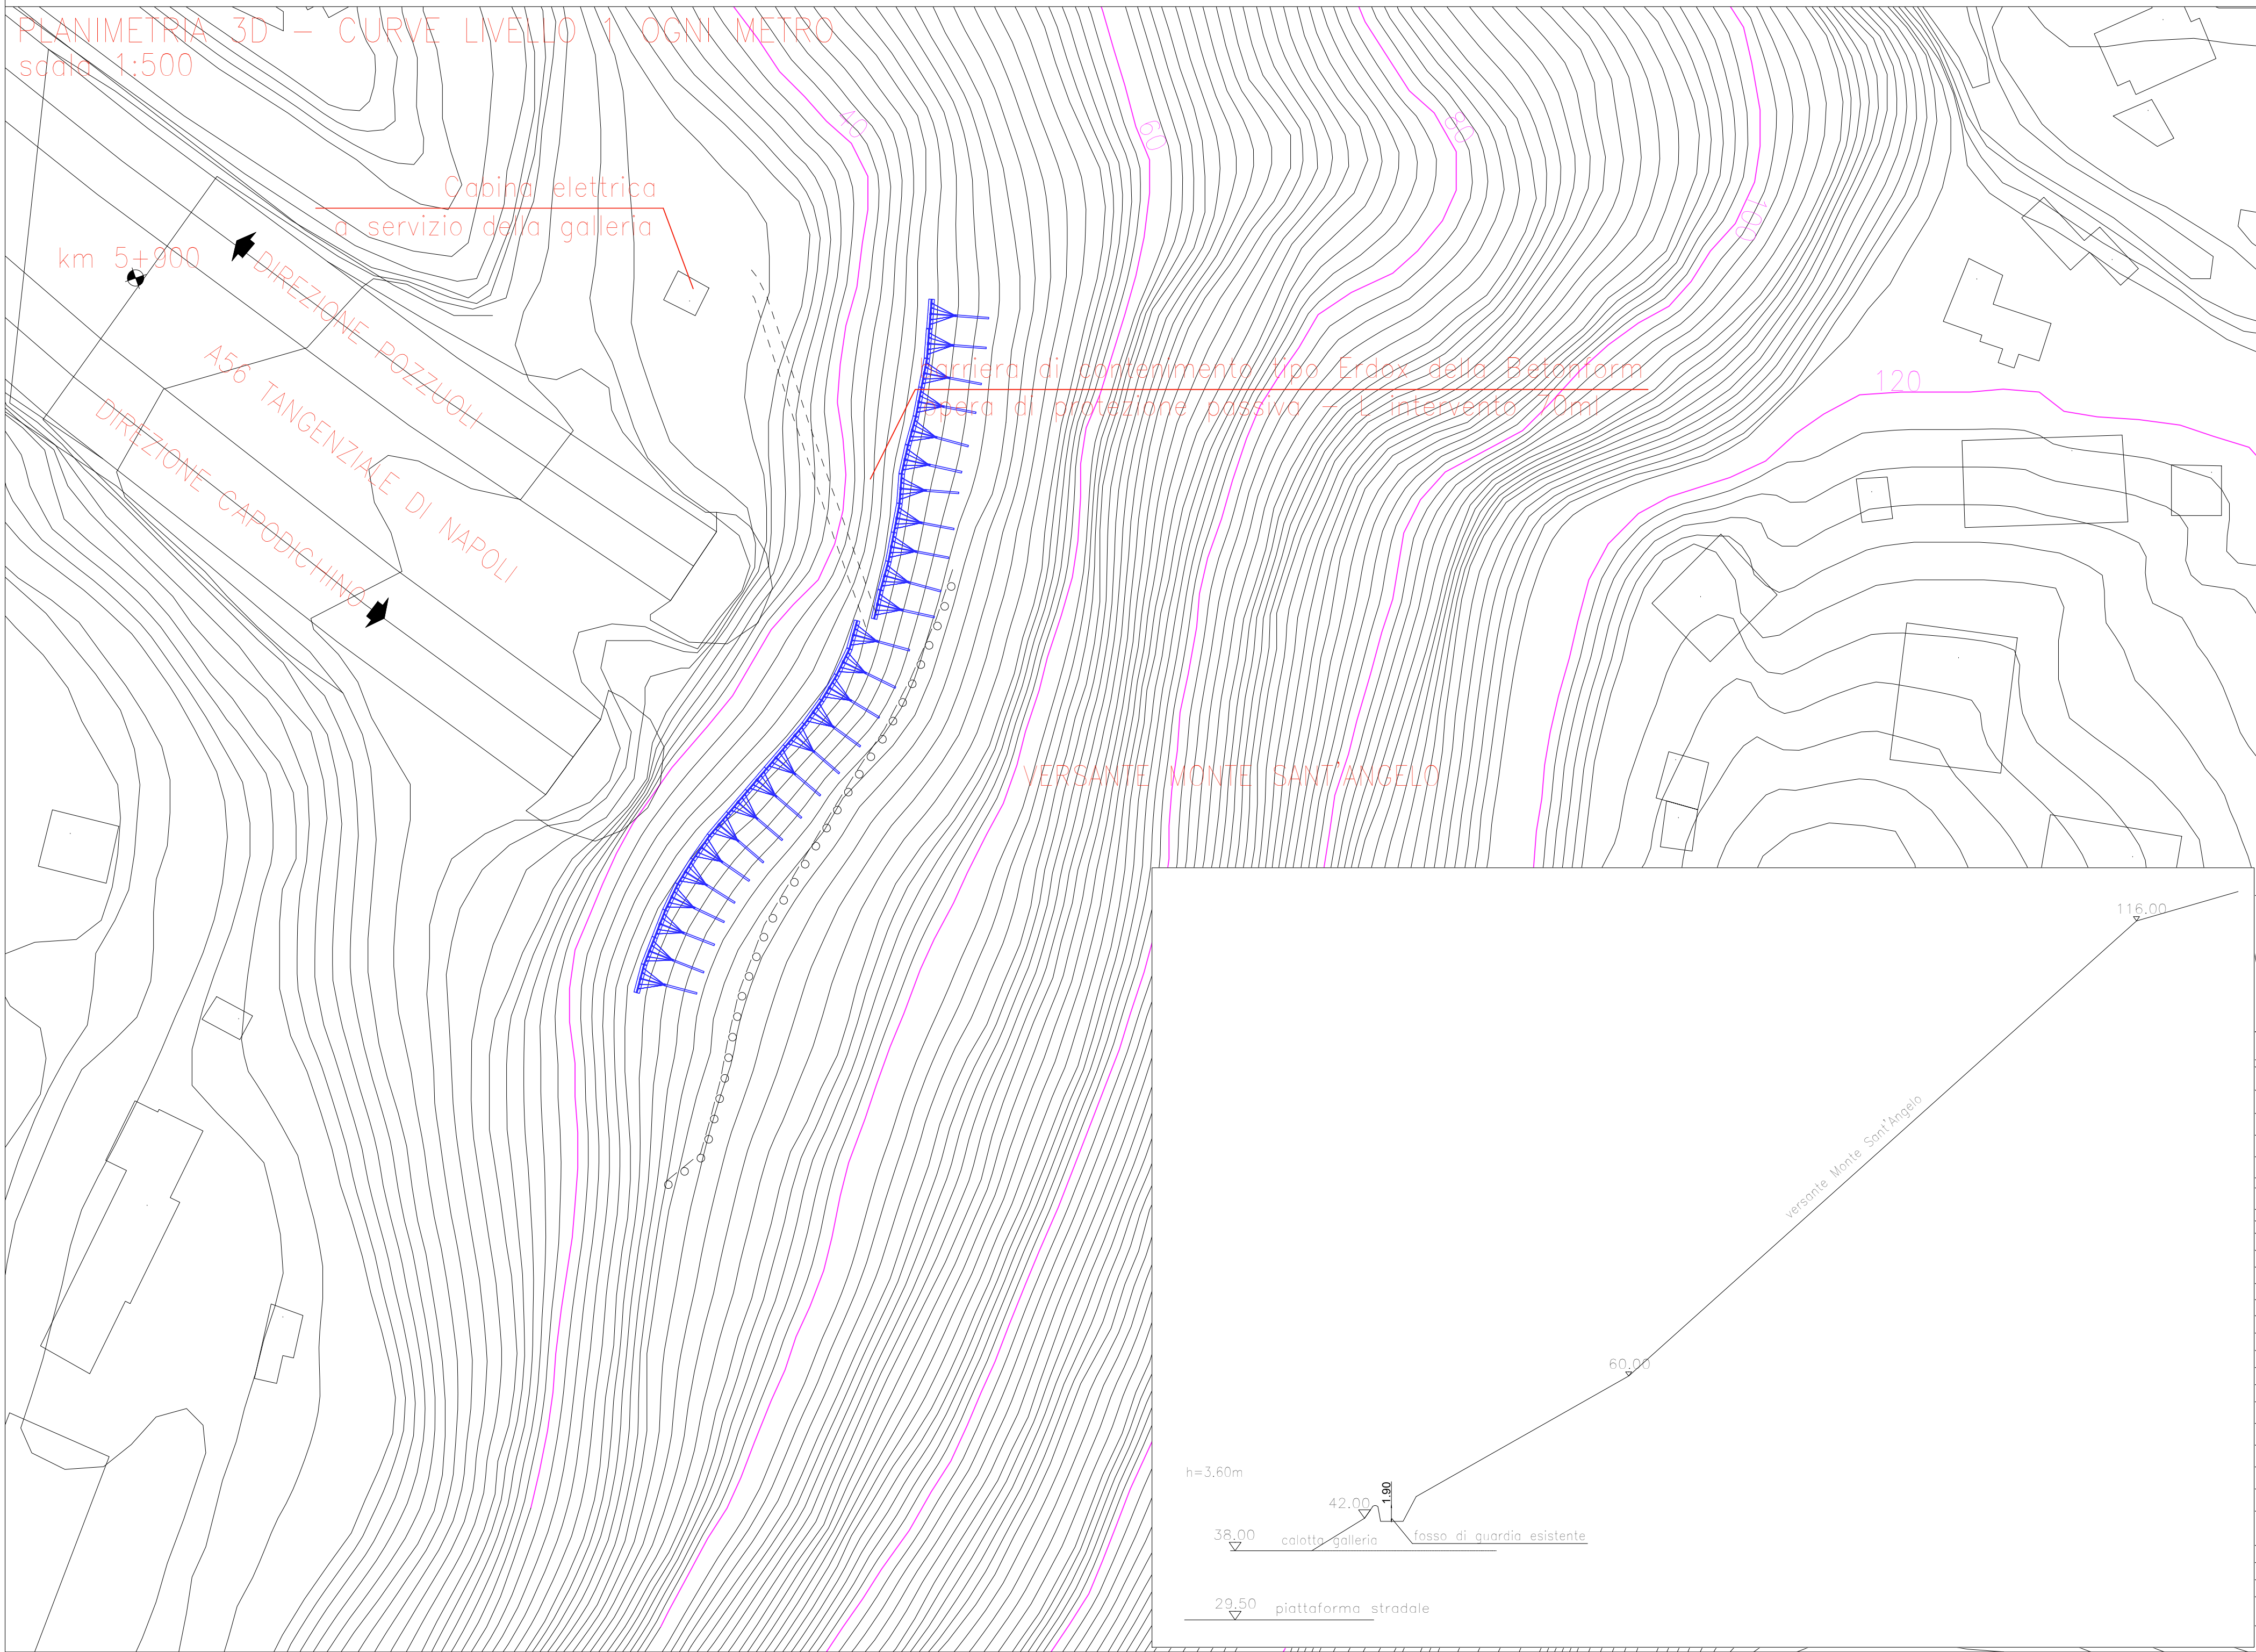 PLANIMETRIA 3D - CURVE LIVELLO 1 OGNI METRO
scala 1:500
40
60
80
100
120
Cabina elettrica
a servizio della galleria
km 5+900
DIREZIONE POZZUOLI
A56 TANGENZIALE DI NAPOLI
DIREZIONE CAPODICHINO
barriera di contenimento tipo Erdox della Betonform
opera di protezione passiva - L intervento 70ml
VERSANTE MONTE SANT'ANGELO
116.00
versante Monte Sant'Angelo
60.00
h=3.60m
1.90
42.00
38.00
calotta galleria
fosso di guardia esistente
29.50
piattaforma stradale